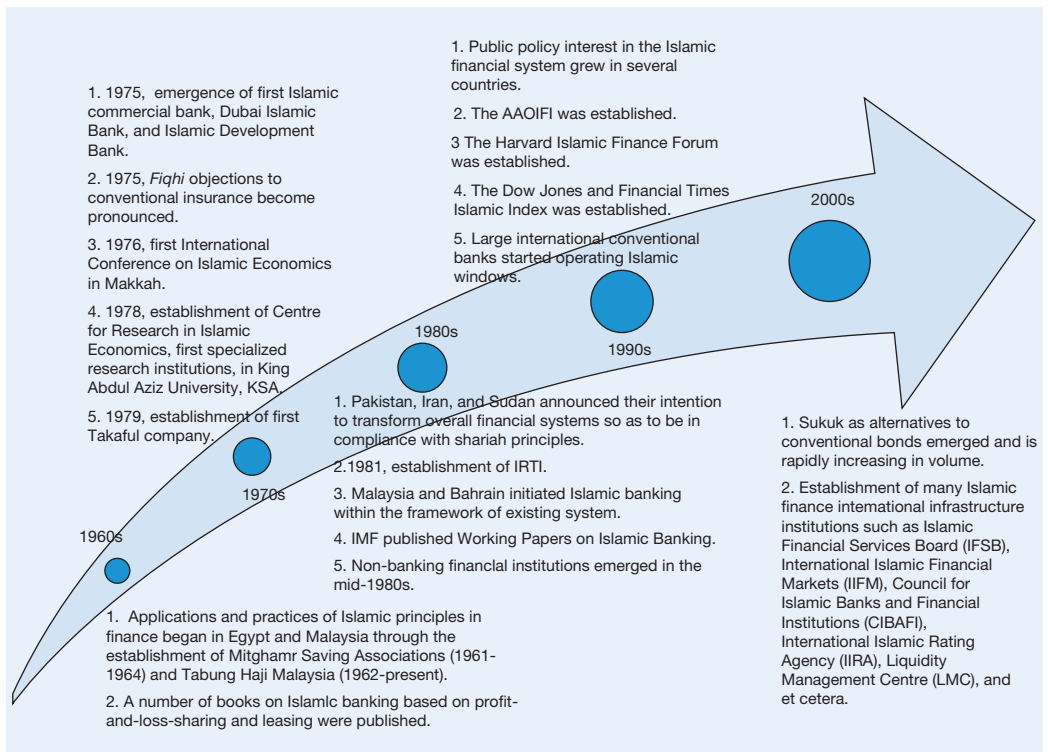 1. 1975, emergence of first Islamic
commercial bank, Dubai Islamic
Bank, and Islamic Development
Bank.
2. 1975, Fiqhi objections to
conventional insurance become
pronounced.
3. 1976, first International
Conference on Islamic Economics
in Makkah.
4. 1978, establishment of Centre
for Research in Islamic
Economics, first specialized
research institutions, in King
Abdul Aziz University, KSA.
5. 1979, establishment of first
Takaful company.
1. Public policy interest in the Islamic
financial system grew in several
countries.
2. The AAOIFI was established.
3 The Harvard Islamic Finance Forum
was established.
4. The Dow Jones and Financial Times
Islamic Index was established.
5. Large international conventional
banks started operating Islamic
windows.
2000s
1990s
1980s
1970s
1960s
1. Pakistan, Iran, and Sudan announced their intention
to transform overall financial systems so as to be in
compliance with shariah principles.
2.1981, establishment of IRTI.
3. Malaysia and Bahrain initiated Islamic banking
within the framework of existing system.
4. IMF published Working Papers on Islamic Banking.
5. Non-banking financlal institutions emerged in the
mid-1980s.
1. Applications and practices of Islamic principles in
finance began in Egypt and Malaysia through the
establishment of Mitghamr Saving Associations (1961-
1964) and Tabung Haji Malaysia (1962-present).
2. A number of books on Islamlc banking based on profit-
and-loss-sharing and leasing were published.
1. Sukuk as alternatives to
conventional bonds emerged and is
rapidly increasing in volume.
2. Establishment of many Islamic
finance international infrastructure
institutions such as Islamic
Financial Services Board (IFSB),
International Islamic Financial
Markets (IIFM), Council for
Islamic Banks and Financial
Institutions (CIBAFI),
International Islamic Rating
Agency (IIRA), Liquidity
Management Centre (LMC), and
et cetera.